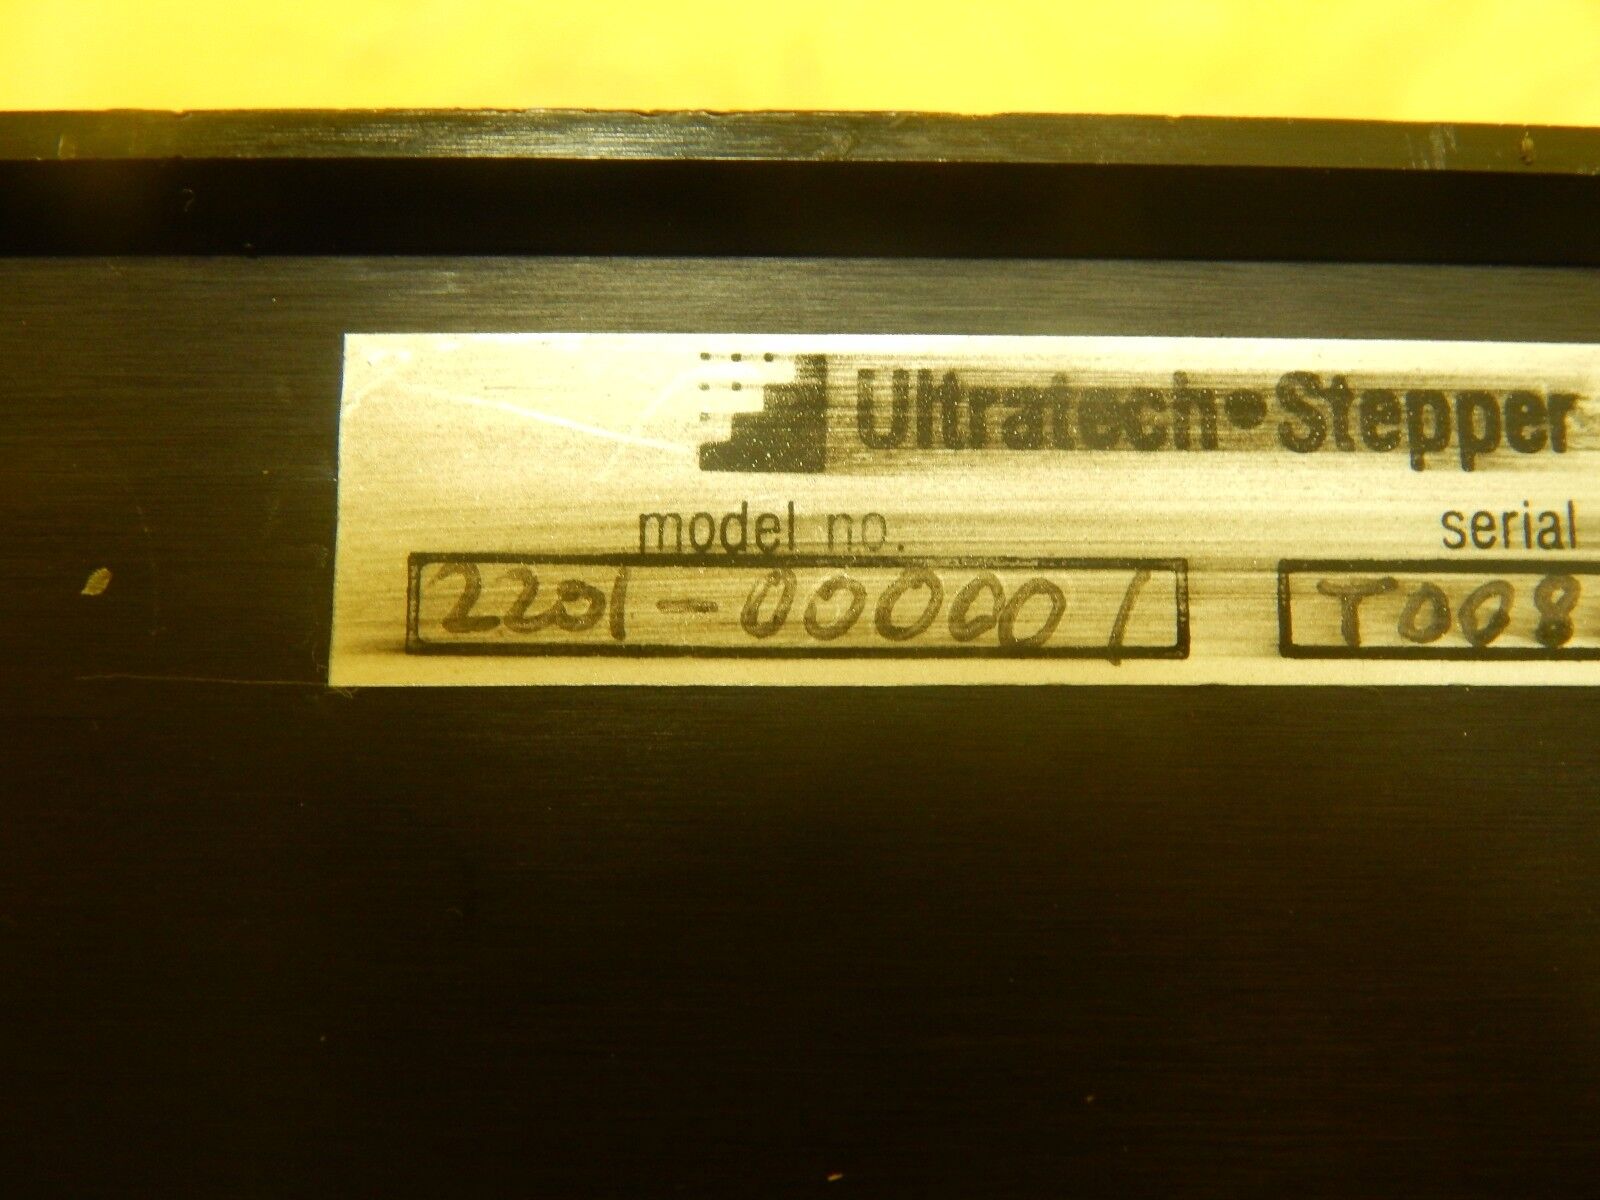 Ultratech•Stepper
model no.
serial
2201-000001
T008